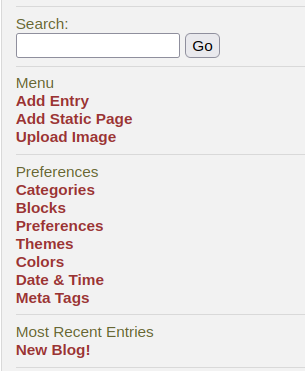 Search:
Go
Menu
Add Entry
Add Static Page
Upload Image
Preferences
Categories
Blocks
Preferences
Themes
Colors
Date & Time
Meta Tags
Most Recent Entries
New Blog!